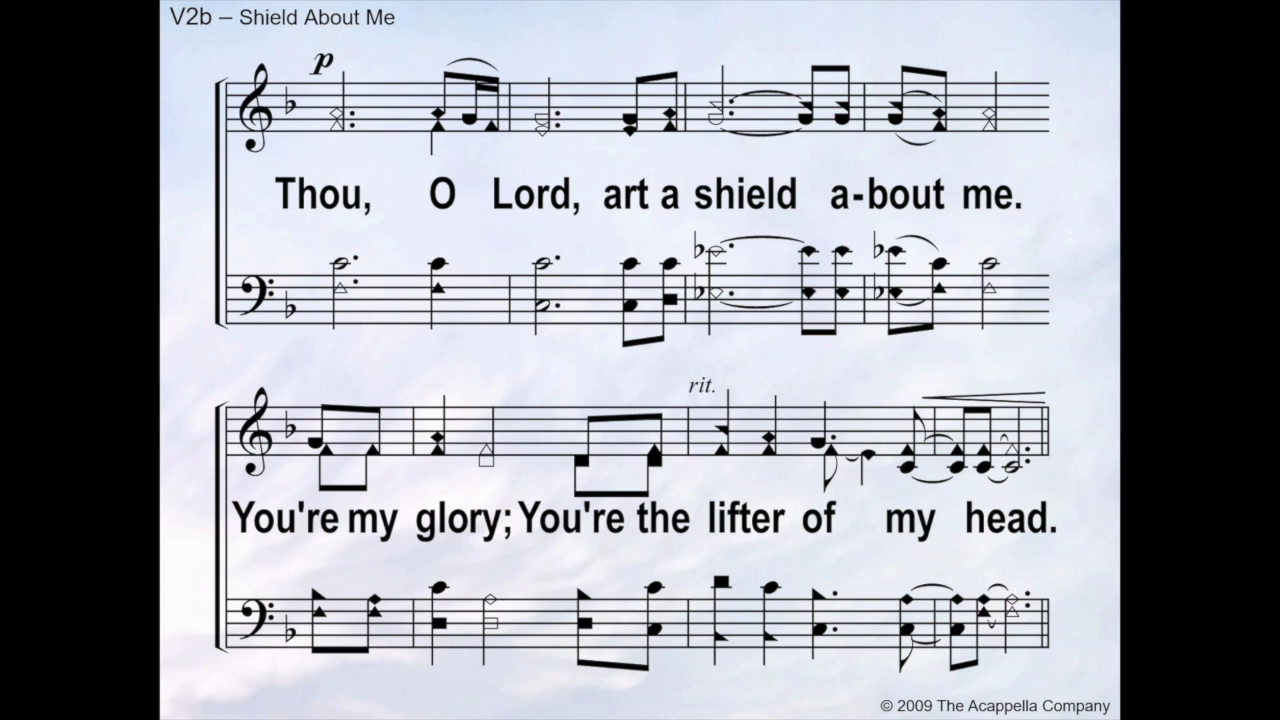 V2b – Shield About Me
p
Thou, O Lord, art a shield a-bout me.
rit.
You're my glory; You're the lifter of my head.
© 2009 The Acappella Company